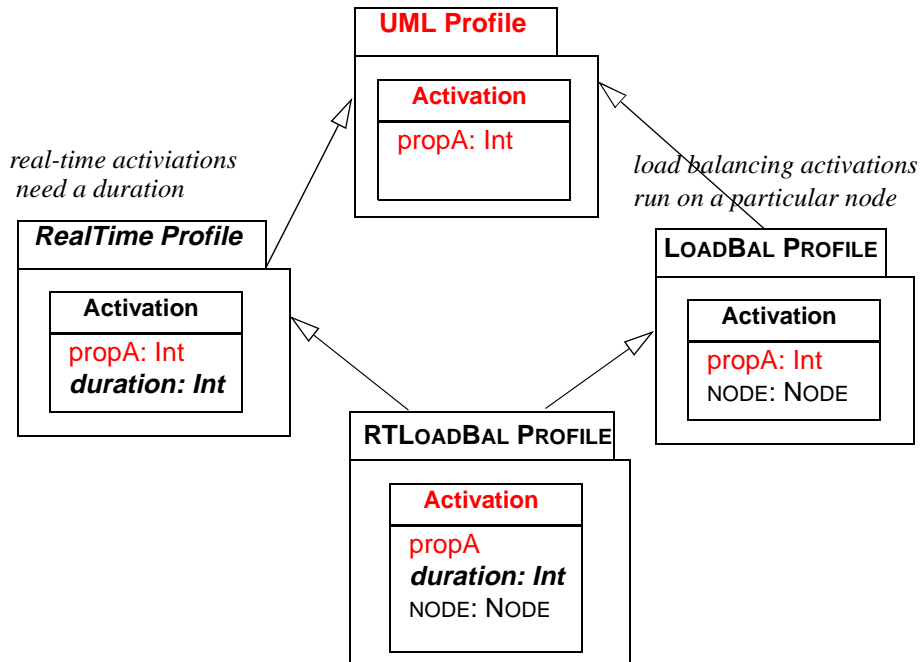 UML Profile
Activation
propA: Int
real-time activiations
need a duration
load balancing activations
run on a particular node
RealTime Profile
Activation
propA: Int
duration: Int
LOADBAL PROFILE
Activation
propA: Int
NODE: NODE
RTLOADBAL PROFILE
Activation
propA
duration: Int
NODE: NODE